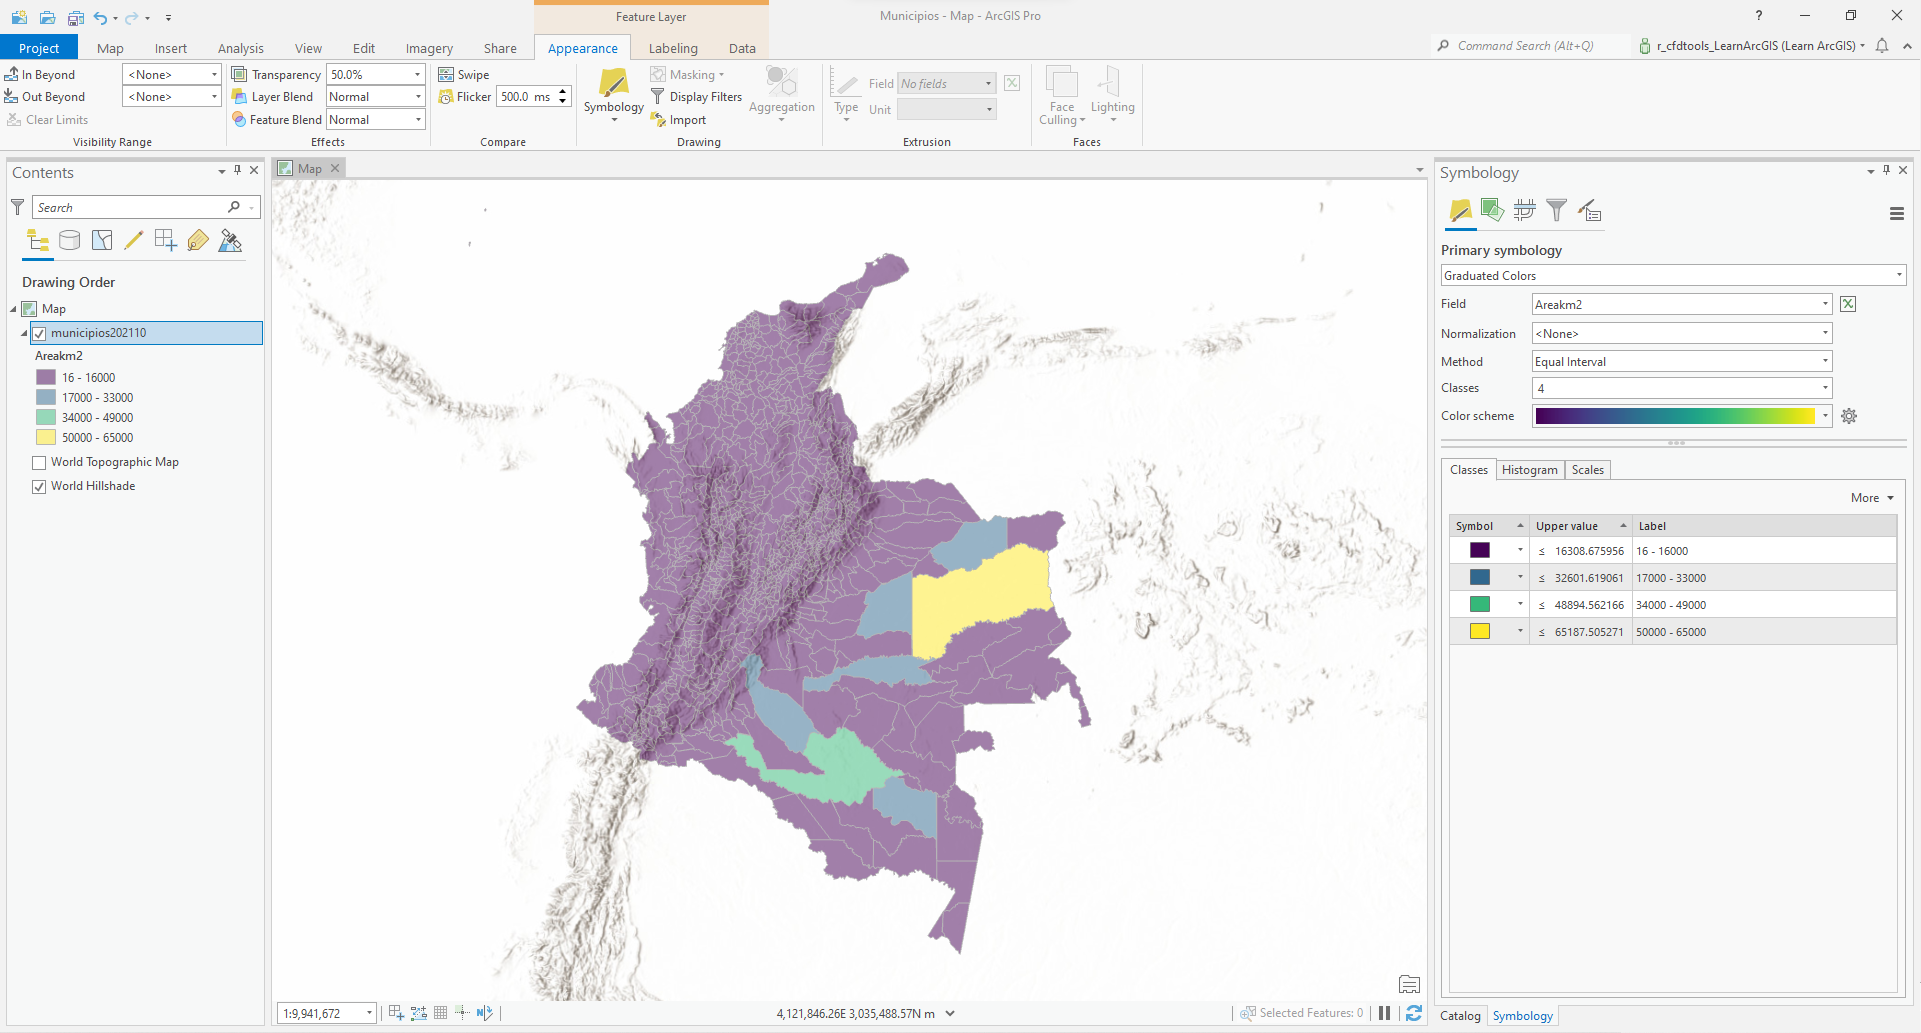 Feature Layer
Municipios - Map - ArcGIS Pro
?
Project Map Insert Analysis View Edit Imagery Share Appearance Labeling Data
Command Search (Alt+Q)
r_cfdtools_LearnArcGIS (Learn ArcGIS)
In Beyond <None>
Out Beyond <None>
Clear Limits
Visibility Range
Transparency 50.0%
Layer Blend Normal
Feature Blend Normal
Effects
Swipe
Flicker 500.0 ms
Compare
Symbology
Masking
Display Filters
Import
Aggregation
Drawing
Type
Field No fields
Unit
Extrusion
Face Culling
Lighting
Faces
Contents
Search
Drawing Order
Map
municipios202110
Areakm2
16 - 16000
17000 - 33000
34000 - 49000
50000 - 65000
World Topographic Map
World Hillshade
Map
1:9,941,672
4,121,846.26E 3,035,488.57N m
Selected Features: 0
Symbology
Primary symbology
Graduated Colors
Field Areakm2
Normalization <None>
Method Equal Interval
Classes 4
Color scheme
Classes Histogram Scales
More
Symbol Upper value Label
≤ 16308.675956 16 - 16000
≤ 32601.619061 17000 - 33000
≤ 48894.562166 34000 - 49000
≤ 65187.505271 50000 - 65000
Catalog Symbology